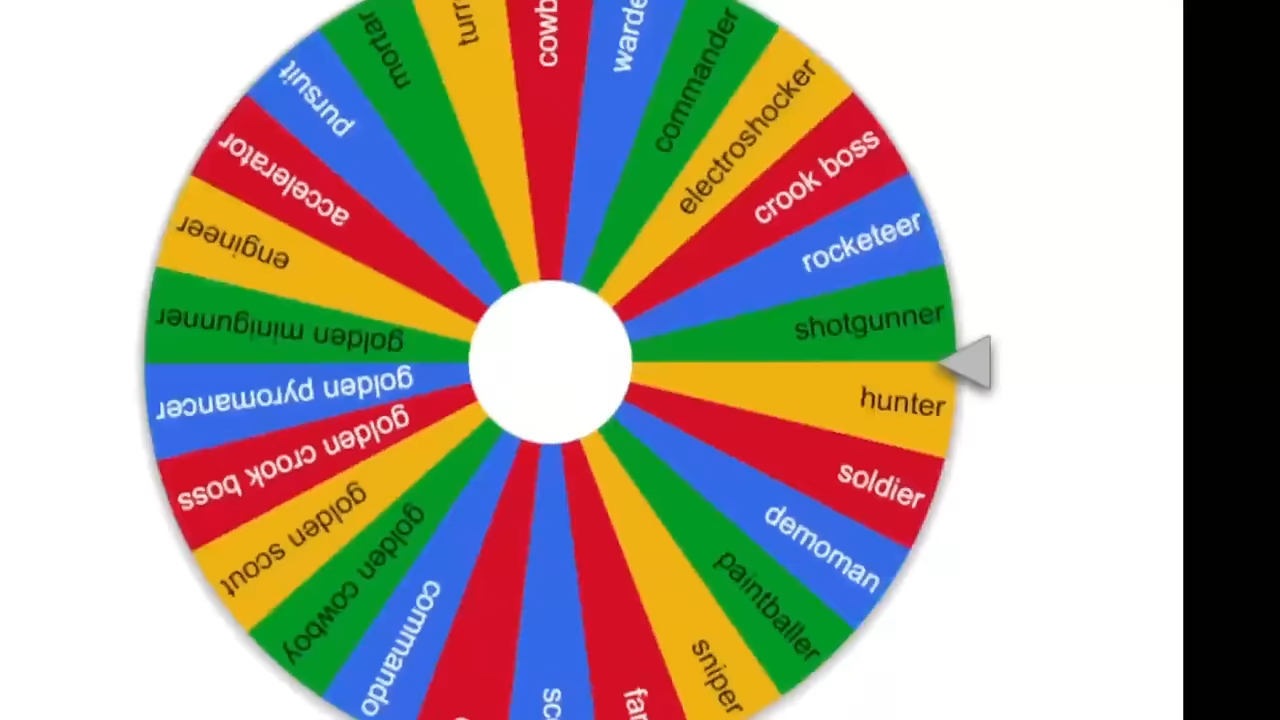 commander
electroshocker
crook boss
rocketeer
shotgunner
hunter
soldier
demoman
paintballer
sniper
commando
golden cowboy
golden scout
golden crook boss
golden pyromancer
golden minigunner
engineer
accelerator
pursuit
mortar